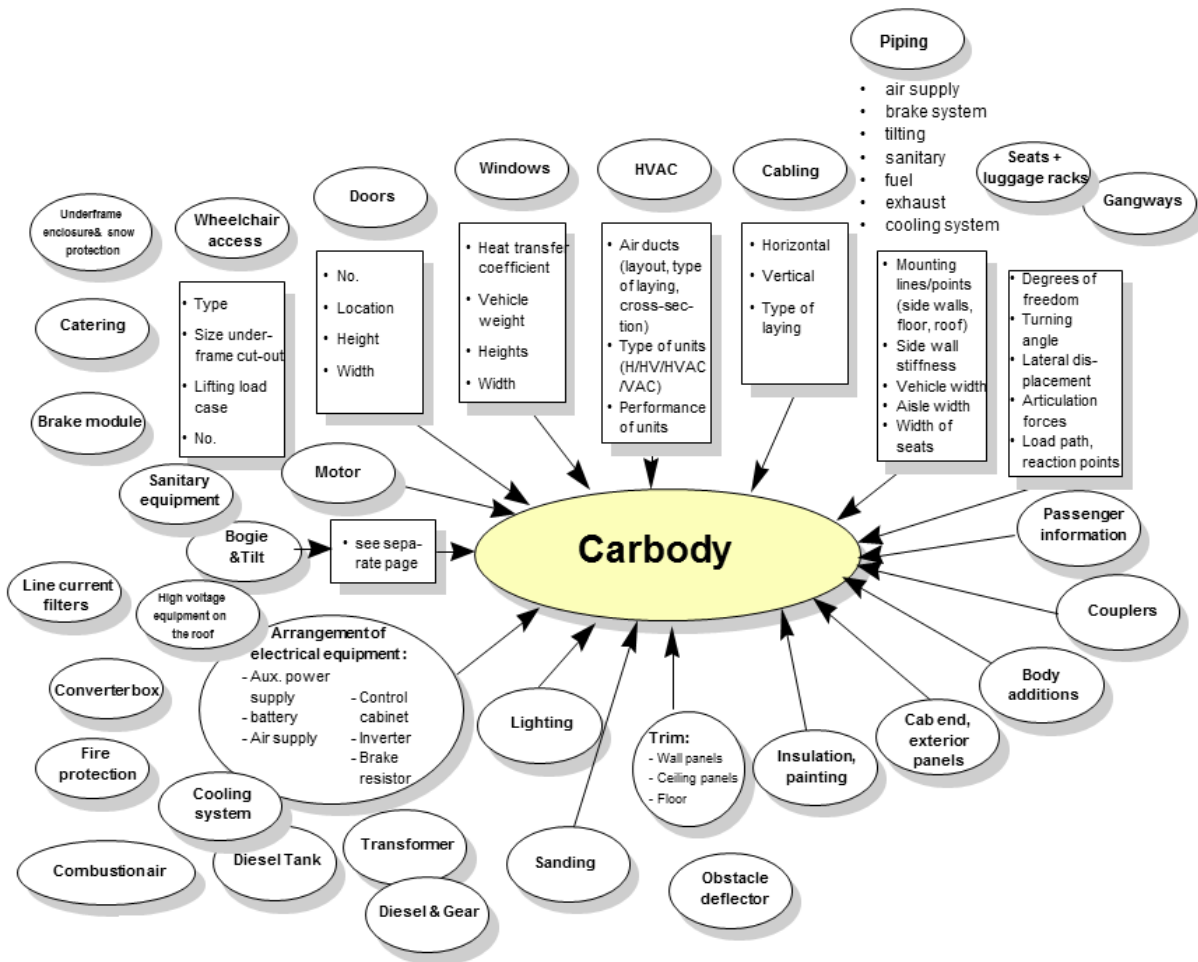 Piping
• air supply
• brake system
• tilting
• sanitary
• fuel
• exhaust
• cooling system
Seats +
luggage racks
Gangways
Cabling
HVAC
Windows
Doors
Wheelchair
access
Underframe
enclosure& snow
protection
Catering
Brake module
• Type
• Size under-
frame cut-out
• Lifting load
case
• No.
• No.
• Location
• Height
• Width
• Heat transfer
coefficient
• Vehicle
weight
• Heights
• Width
• Air ducts
(layout, type
of laying,
cross-sec-
tion)
• Type of units
(H/HV/HVAC
/VAC)
• Performance
of units
• Horizontal
• Vertical
• Type of
laying
• Mounting
lines/points
(side walls,
floor, roof)
• Side wall
stiffness
• Vehicle width
• Aisle width
• Width of
seats
• Degrees of
freedom
• Turning
angle
• Lateral dis-
placement
• Articulation
forces
• Load path,
reaction points
Motor
Sanitary
equipment
Bogie
&Tilt
• see sepa-
rate page
Carbody
Passenger
information
Couplers
Line current
filters
High voltage
equipment on
the roof
Arrangement of
electrical equipment :
- Aux. power
supply
- battery
- Air supply
- Control
cabinet
- Inverter
- Brake
resistor
Converter box
Fire
protection
Cooling
system
Combustion air
Diesel Tank
Transformer
Diesel & Gear
Lighting
Sanding
Trim:
- Wall panels
- Ceiling panels
- Floor
Insulation,
painting
Cab end,
exterior
panels
Body
additions
Obstacle
deflector